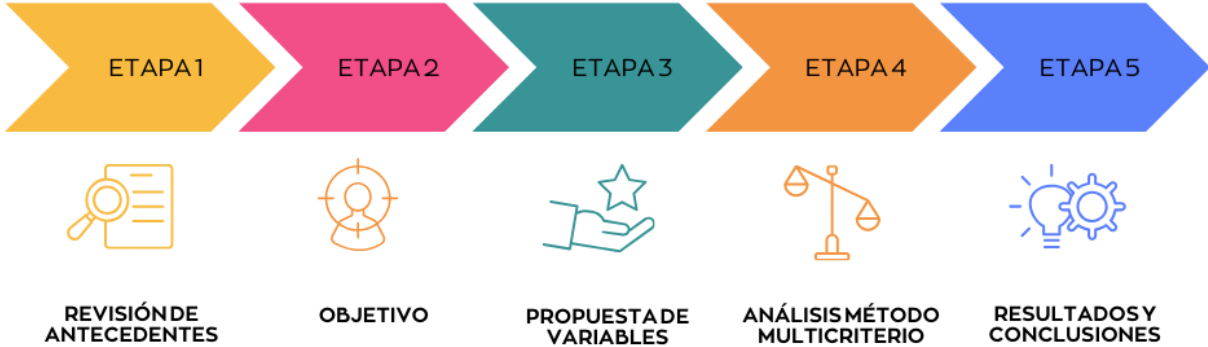 ETAPA 1
ETAPA 2
ETAPA 3
ETAPA 4
ETAPA 5
REVISIÓN DE
ANTECEDENTES
OBJETIVO
PROPUESTA DE
VARIABLES
ANÁLISIS MÉTODO
MULTICRITERIO
RESULTADOS Y
CONCLUSIONES